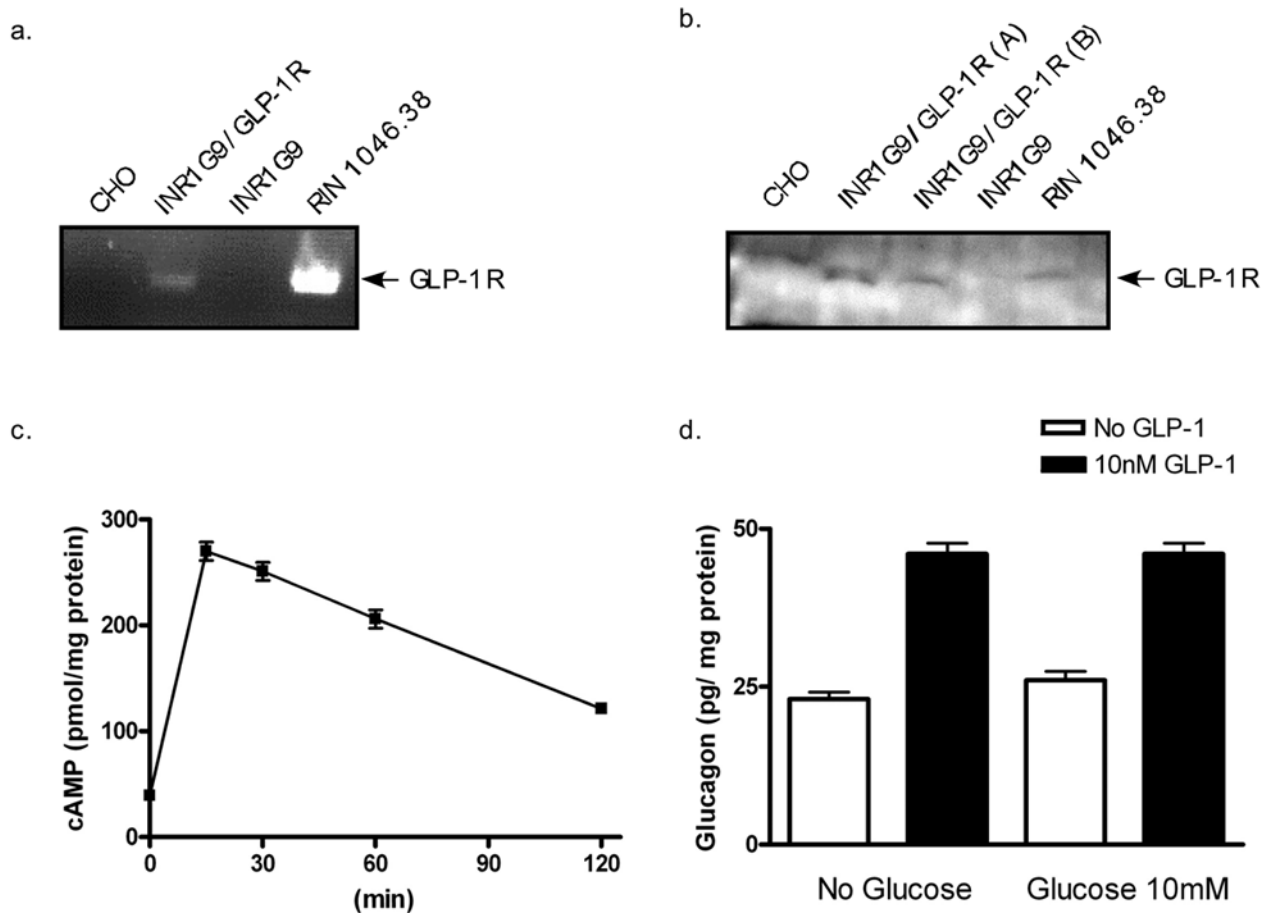 a.
CHO
INR1G9/ GLP-1R
INR1G9
RIN 1046.38
GLP-1R
b.
CHO
INR1G9/ GLP-1R (A)
INR1G9/ GLP-1R (B)
INR1G9
RIN 1046.38
GLP-1R
c.
cAMP (pmol/mg protein)
300
200
100
0
0 30 60 90 120
(min)
d.
No GLP-1
10nM GLP-1
Glucagon (pg/ mg protein)
50
25
0
No Glucose Glucose 10mM